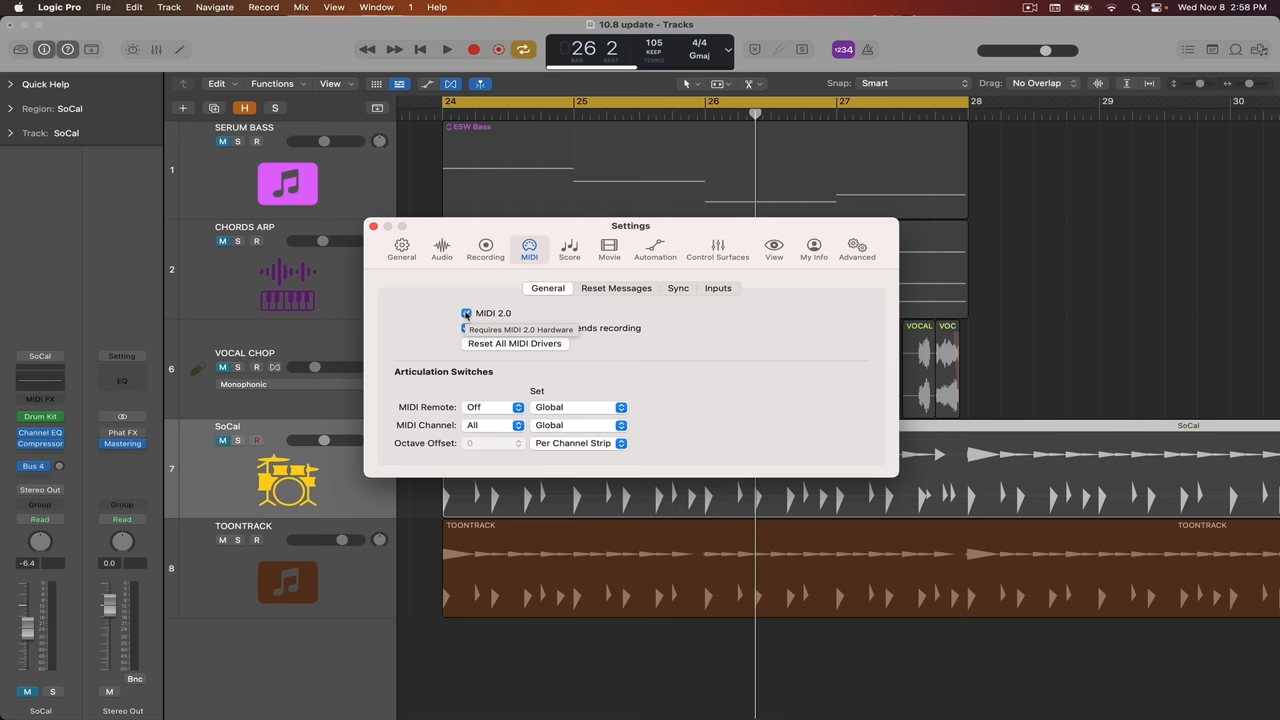 Logic Pro File Edit Track Navigate Record Mix View Window 1 Help Wed Nov 8 2:58 PM
10.8 update - Tracks
26 2 105 4/4
KEEP Gmaj 1234
BAR BEAT TEMPO
Quick Help Edit Functions View Snap: Smart Drag: No Overlap
Region: SoCal H S 24 25 26 27 28 29 30
Track: SoCal
SERUM BASS ESW Bass
M S R
1
CHORDS ARP
M S R
2
VOCAL CHOP
M S R
6
Monophonic
VOCAL VOC
Settings
General Audio Recording MIDI Score Movie Automation Control Surfaces View My Info Advanced
General Reset Messages Sync Inputs
MIDI 2.0
Requires MIDI 2.0 Hardware ends recording
Reset All MIDI Drivers
Articulation Switches
Set
MIDI Remote: Off Global
MIDI Channel: All Global
Octave Offset: 0 Per Channel Strip
SoCal SoCal
M S R
7
TOONTRACK TOONTRACK TOONTRACK
M S R
8
SoCal Setting
EQ
MIDI FX
Drum Kit
Channel EQ Phat FX
Compressor Mastering
Bus 4
Stereo Out
Group Group
Read Read
-6.4 0.0
Bnc
M S M
SoCal Stereo Out